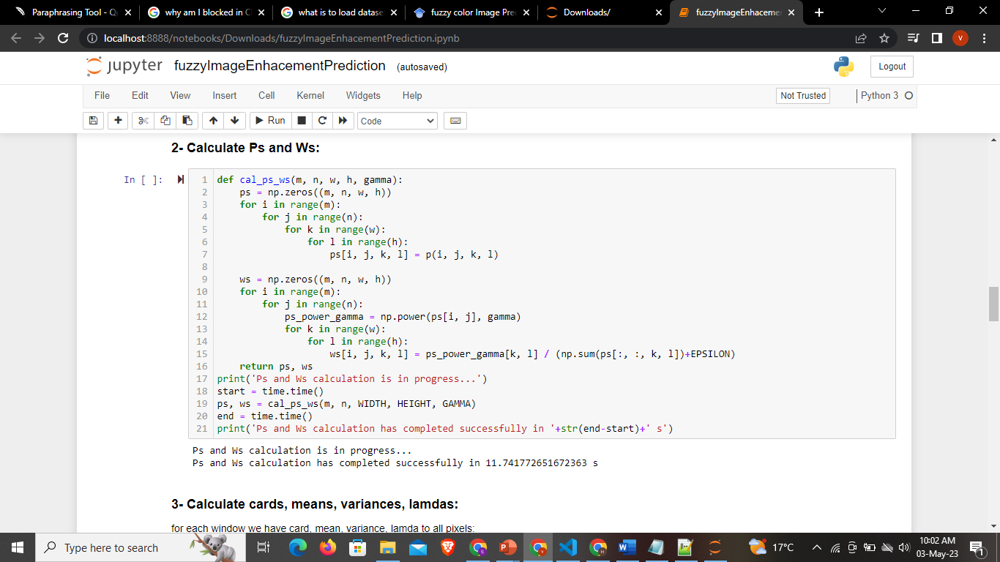 Paraphrasing Tool - Qu
why am I blocked in C
what is to load datase
fuzzy color Image Pre
Downloads/
fuzzyImageEnhaceme
localhost:8888/notebooks/Downloads/fuzzyImageEnhacementPrediction.ipynb
V
jupyter fuzzyImageEnhacementPrediction (autosaved)
Logout
File Edit View Insert Cell Kernel Widgets Help
Not Trusted
Python 3
Run
Code
2- Calculate Ps and Ws:
In [ ]:
1 def cal_ps_ws(m, n, w, h, gamma):
2     ps = np.zeros((m, n, w, h))
3     for i in range(m):
4         for j in range(n):
5             for k in range(w):
6                 for l in range(h):
7                     ps[i, j, k, l] = p(i, j, k, l)
8
9     ws = np.zeros((m, n, w, h))
10     for i in range(m):
11         for j in range(n):
12             ps_power_gamma = np.power(ps[i, j], gamma)
13             for k in range(w):
14                 for l in range(h):
15                     ws[i, j, k, l] = ps_power_gamma[k, l] / (np.sum(ps[:, :, k, l])+EPSILON)
16     return ps, ws
17 print('Ps and Ws calculation is in progress...')
18 start = time.time()
19 ps, ws = cal_ps_ws(m, n, WIDTH, HEIGHT, GAMMA)
20 end = time.time()
21 print('Ps and Ws calculation has completed successfully in '+str(end-start)+' s')
Ps and Ws calculation is in progress...
Ps and Ws calculation has completed successfully in 11.741772651672363 s
3- Calculate cards, means, variances, lamdas:
for each window we have card, mean, variance, lamda to all pixels:
Type here to search
17°C
10:02 AM
03-May-23
1